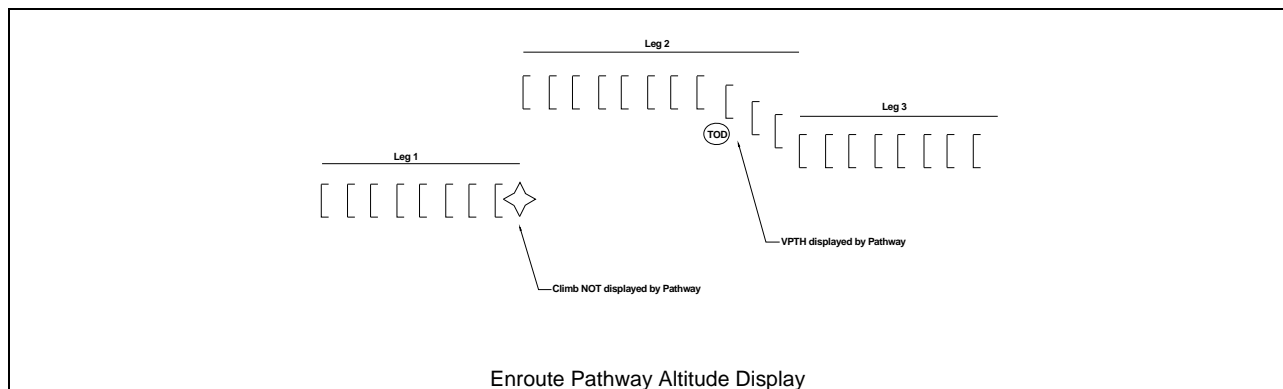 Leg 2
Leg 3
TOD
Leg 1
VPTH displayed by Pathway
Climb NOT displayed by Pathway
Enroute Pathway Altitude Display